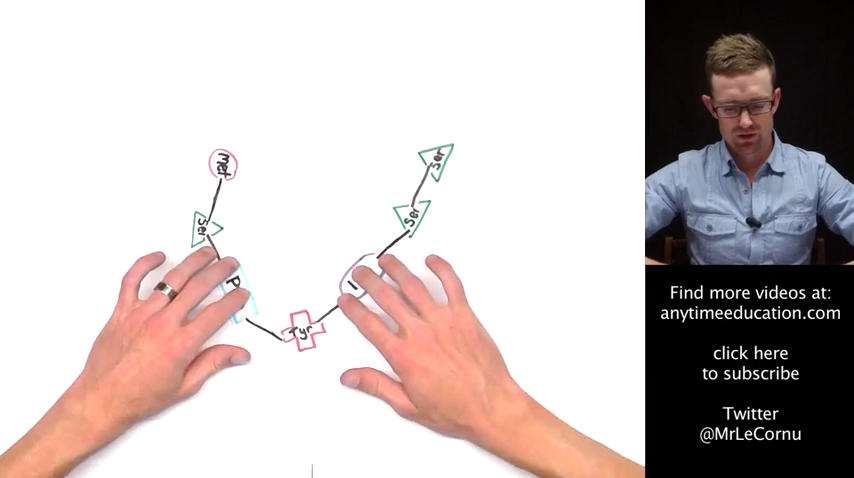 met
Ser
P
Tyr
Ser
Ser
Find more videos at:
anytimeeducation.com
click here
to subscribe
Twitter
@MrLeCornu